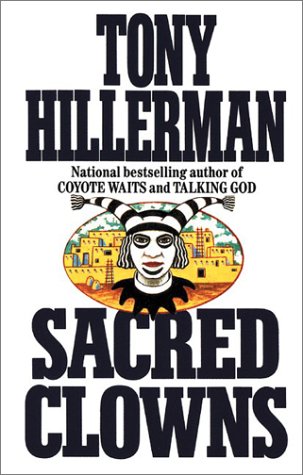 TONY
HILLERMAN
National bestselling author of
COYOTE WAITS and TALKING GOD
SACRED
CLOWNS